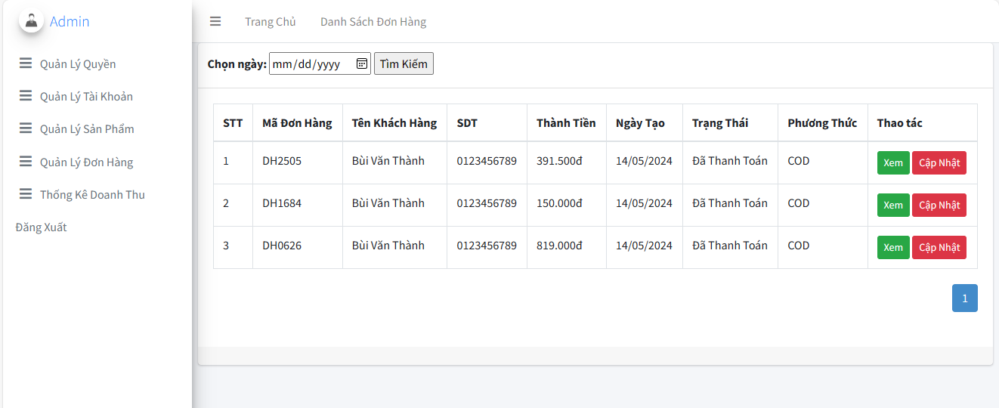 Admin
Quản Lý Quyền
Quản Lý Tài Khoản
Quản Lý Sản Phẩm
Quản Lý Đơn Hàng
Thống Kê Doanh Thu
Đăng Xuất
Trang Chủ Danh Sách Đơn Hàng
Chọn ngày: mm/dd/yyyy Tìm Kiếm
STT Mã Đơn Hàng Tên Khách Hàng SDT Thành Tiền Ngày Tạo Trạng Thái Phương Thức Thao tác
1 DH2505 Bùi Văn Thành 0123456789 391.500đ 14/05/2024 Đã Thanh Toán COD Xem Cập Nhật
2 DH1684 Bùi Văn Thành 0123456789 150.000đ 14/05/2024 Đã Thanh Toán COD Xem Cập Nhật
3 DH0626 Bùi Văn Thành 0123456789 819.000đ 14/05/2024 Đã Thanh Toán COD Xem Cập Nhật
1